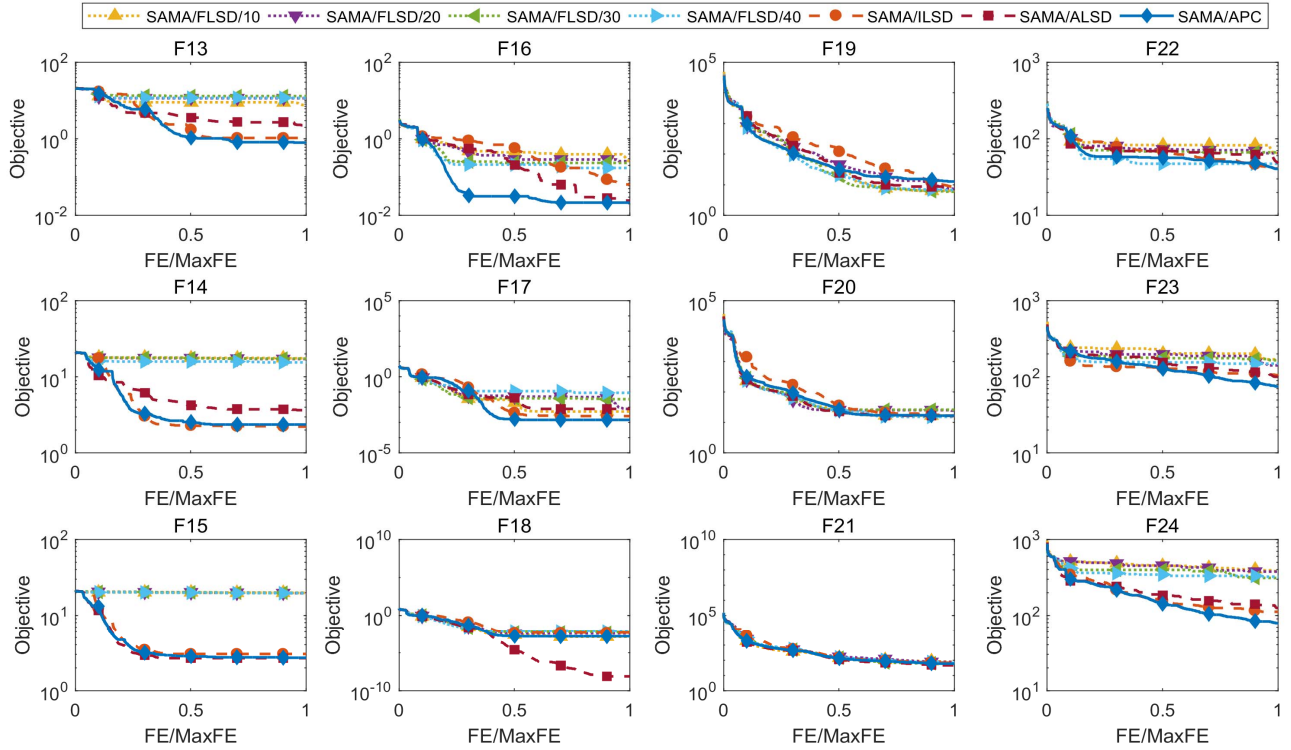 SAMA/FLSD/10 SAMA/FLSD/20 SAMA/FLSD/30 SAMA/FLSD/40 SAMA/ILSD SAMA/ALSD SAMA/APC
F13 F16 F19 F22
Objective Objective Objective Objective
10^2 10^2 10^5 10^3
10^0 10^0 10^2
10^-2 10^-2 10^0 10^1
0 0.5 1 0 0.5 1 0 0.5 1 0 0.5 1
FE/MaxFE FE/MaxFE FE/MaxFE FE/MaxFE
F14 F17 F20 F23
Objective Objective Objective Objective
10^2 10^5 10^5 10^3
10^1 10^0 10^2
10^0 10^-5 10^0 10^1
0 0.5 1 0 0.5 1 0 0.5 1 0 0.5 1
FE/MaxFE FE/MaxFE FE/MaxFE FE/MaxFE
F15 F18 F21 F24
Objective Objective Objective Objective
10^2 10^10 10^10 10^3
10^1 10^0 10^5 10^2
10^0 10^-10 10^0 10^1
0 0.5 1 0 0.5 1 0 0.5 1 0 0.5 1
FE/MaxFE FE/MaxFE FE/MaxFE FE/MaxFE